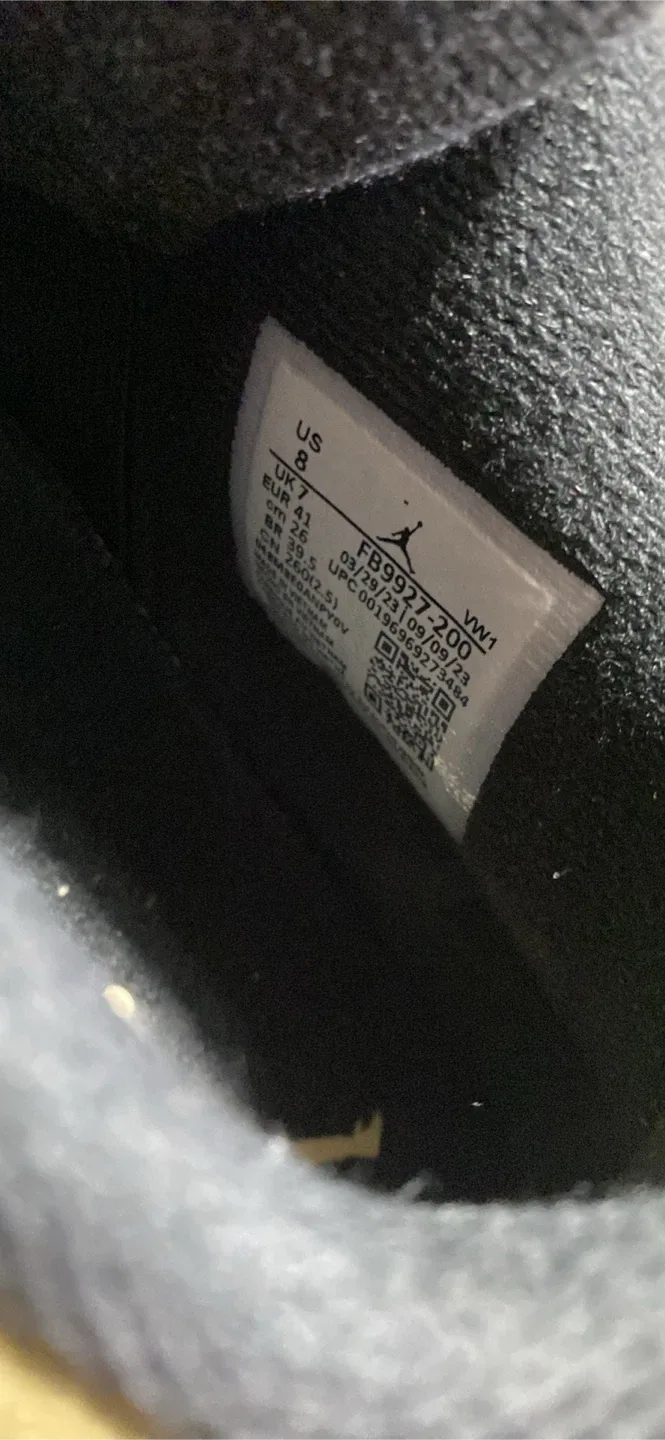 US
8
UK 7
EUR 41
cm 26
BR 39.5
CN 260(2.5)
VW1
FB9927-200
03/29/23 | 09/09/23
UPC 00196969273484